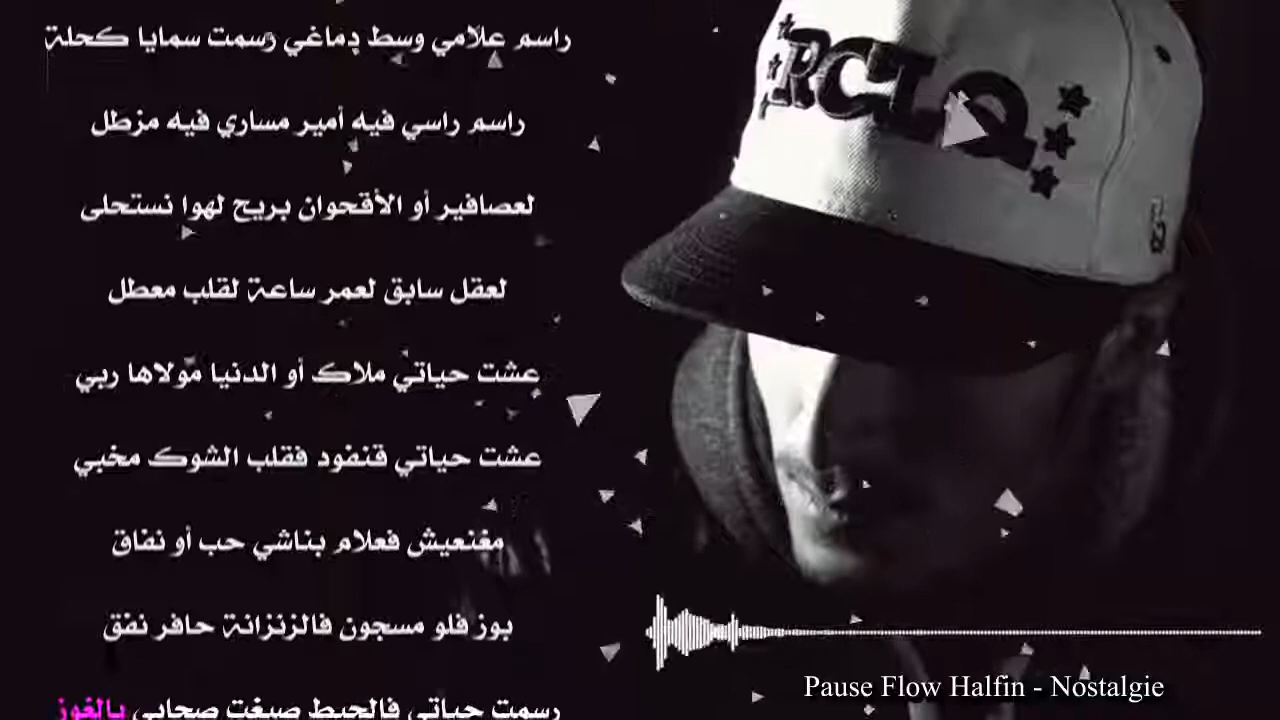 راسم علامي وسط دماغي رسمت سمايا كحلة
راسم راسي فيه أمير مساري فيه مزطل
لعصافير أو الأقحوان بريح لهوا نستحلى
لعقل سابق لعمر ساعة لقلب معطل
عشت حياتي ملاك أو الدنيا مولاها ربي
عشت حياتي قنفود فقلب الشوك مخبي
مغنعيش فعلام بناشي حب أو نفاق
بوز فلو مسجون فالزنزانة حافر نفق
رسمت حياتي فالحيط صبغت صحابي بالغوز
RCLQ
Pause Flow Halfin - Nostalgie